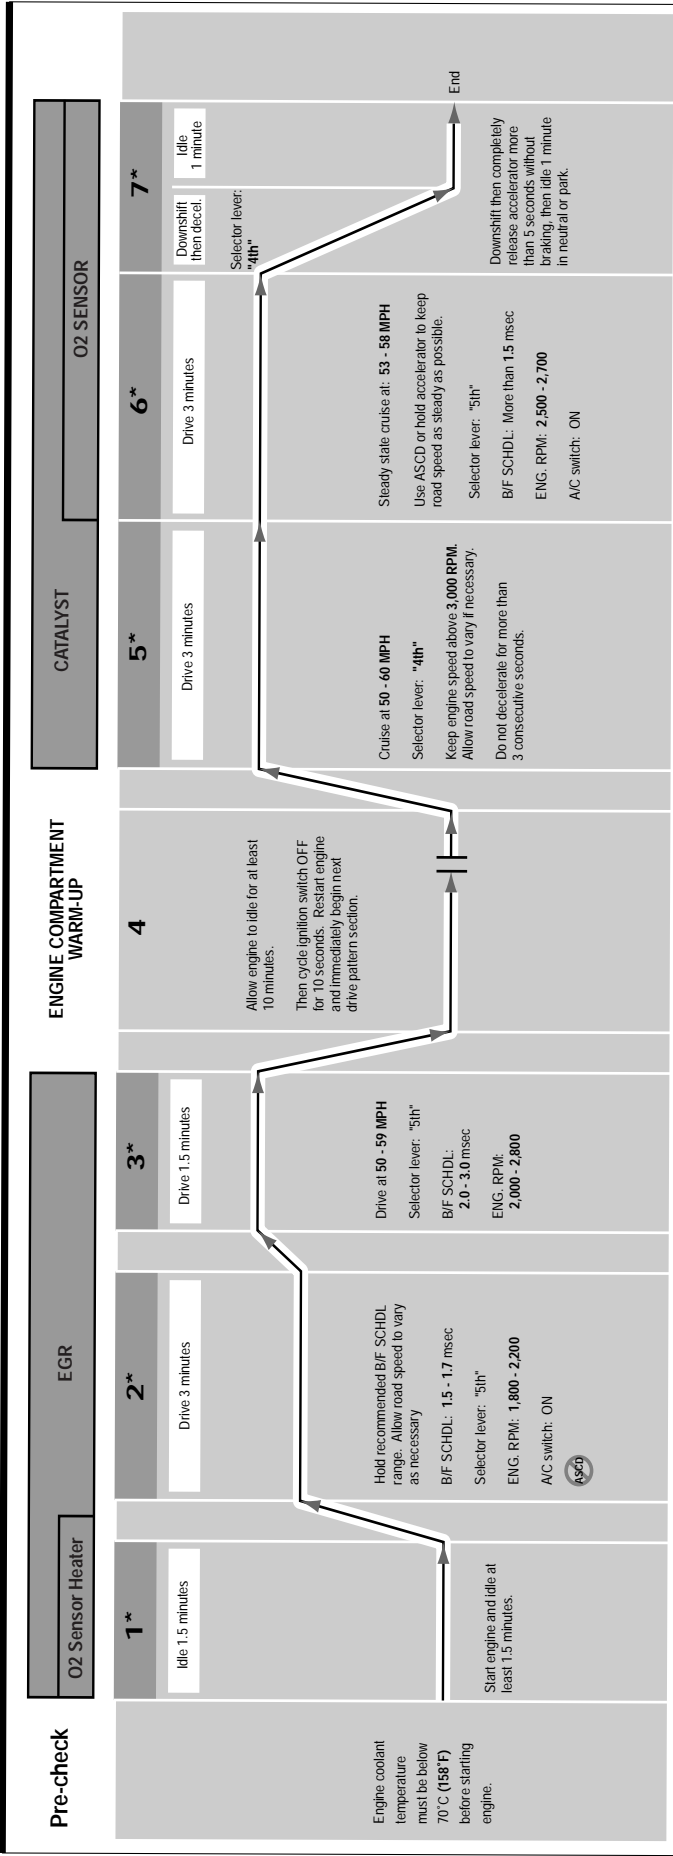 Pre-check
Engine coolant
temperature
must be below
70˚C (158˚F)
before starting
engine.
EGR
O2 Sensor Heater
1*
Idle 1.5 minutes
Start engine and idle at
least 1.5 minutes.
2*
Drive 3 minutes
Hold recommended B/F SCHDL
range. Allow road speed to vary
as necessary
B/F SCHDL: 1.5 - 1.7 msec
Selector lever: "5th"
ENG. RPM: 1,800 - 2,200
A/C switch: ON
ASCD
3*
Drive 1.5 minutes
Drive at 50 - 59 MPH
Selector lever: "5th"
B/F SCHDL:
2.0 - 3.0 msec
ENG. RPM:
2,000 - 2,800
ENGINE COMPARTMENT
WARM-UP
4
Allow engine to idle for at least
10 minutes.
Then cycle ignition switch OFF
for 10 seconds. Restart engine
and immediately begin next
drive pattern section.
CATALYST
O2 SENSOR
5*
Drive 3 minutes
Cruise at 50 - 60 MPH
Selector lever: "4th"
Keep engine speed above 3,000 RPM.
Allow road speed to vary if necessary.
Do not decelerate for more than
3 consecutive seconds.
6*
Drive 3 minutes
Steady state cruise at: 53 - 58 MPH
Use ASCD or hold accelerator to keep
road speed as steady as possible.
Selector lever: "5th"
B/F SCHDL: More than 1.5 msec
ENG. RPM: 2,500 - 2,700
A/C switch: ON
7*
Downshift
then decel.
Idle
1 minute
Selector lever:
"4th"
End
Downshift then completely
release accelerator more
than 5 seconds without
braking, then idle 1 minute
in neutral or park.